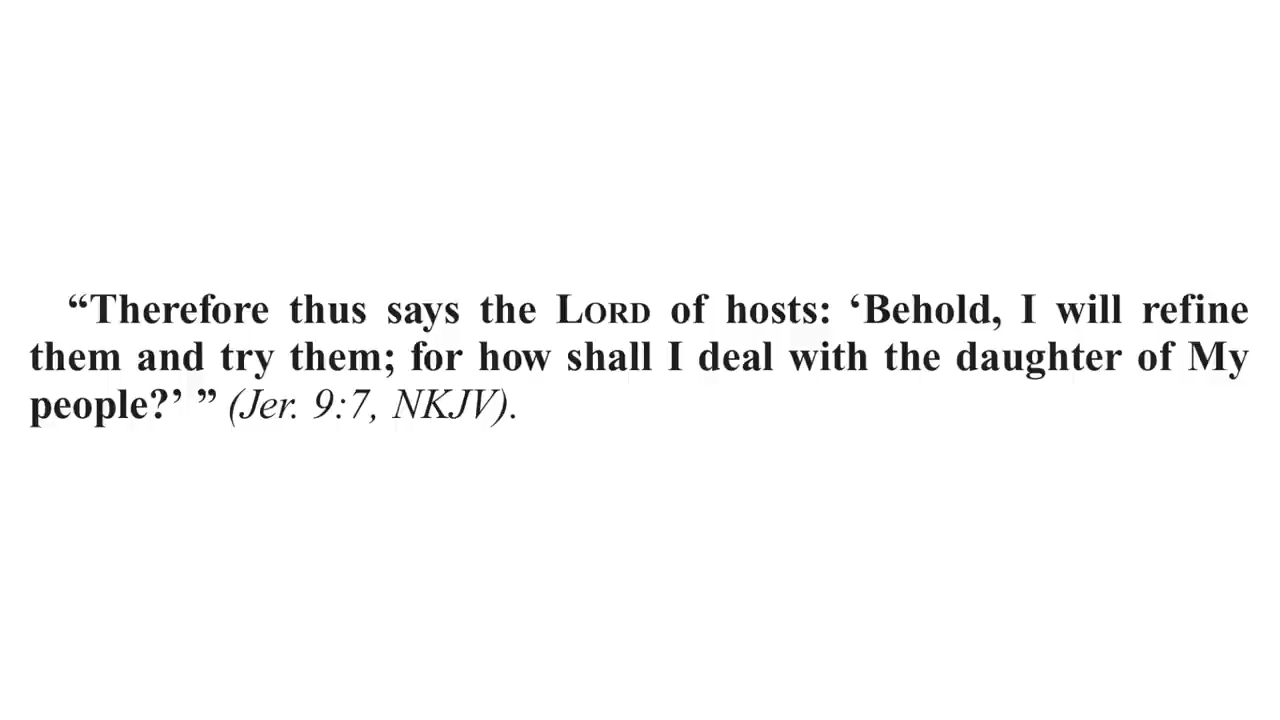 “Therefore thus says the LORD of hosts: ‘Behold, I will refine
them and try them; for how shall I deal with the daughter of My
people?’ ” (Jer. 9:7, NKJV).